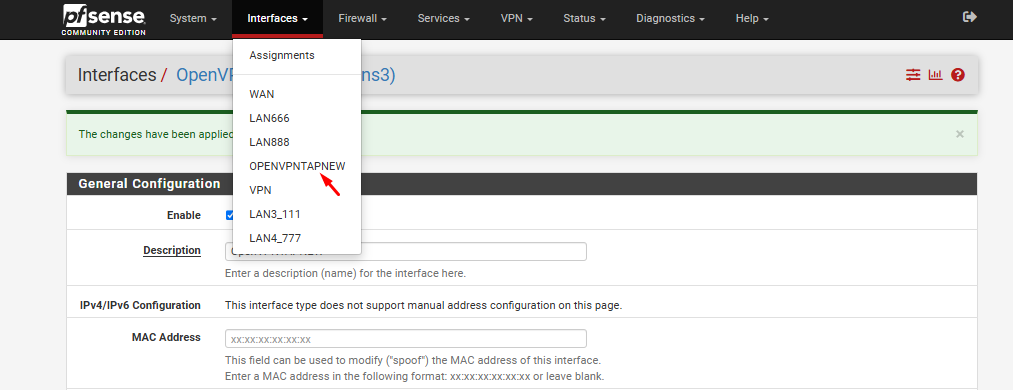 pfsense
COMMUNITY EDITION
System Interfaces Firewall Services VPN Status Diagnostics Help
Assignments
WAN
LAN666
LAN888
OPENVPNTAPNEW
VPN
LAN3_111
LAN4_777
Interfaces / OpenVP ns3)
The changes have been applied
×
General Configuration
Enable
Description
Enter a description (name) for the interface here.
IPv4/IPv6 Configuration This interface type does not support manual address configuration on this page.
MAC Address xx:xx:xx:xx:xx:xx
This field can be used to modify ("spoof") the MAC address of this interface.
Enter a MAC address in the following format: xx:xx:xx:xx:xx:xx or leave blank.